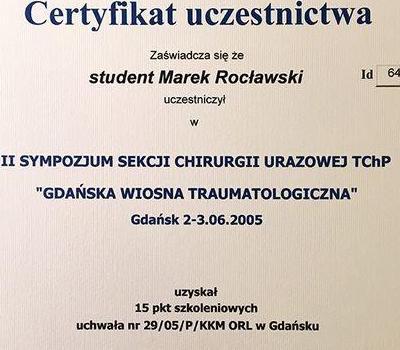 Certyfikat uczestnictwa
Zaświadcza się że
student Marek Rocławski
Id 64
uczestniczył
w
II SYMPOZJUM SEKCJI CHIRURGII URAZOWEJ TChP
"GDAŃSKA WIOSNA TRAUMATOLOGICZNA"
Gdańsk 2-3.06.2005
uzyskał
15 pkt szkoleniowych
uchwała nr 29/05/P/KKM ORL w Gdańsku